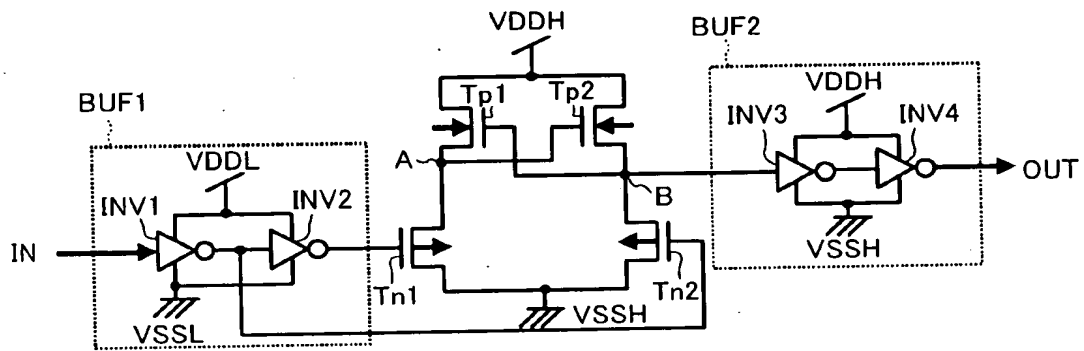 VDDH
BUF2
BUF1
Tp1
Tp2
VDDH
INV3
INV4
A
VDDL
INV1
INV2
B
OUT
IN
VSSH
Tn1
Tn2
VSSL
VSSH